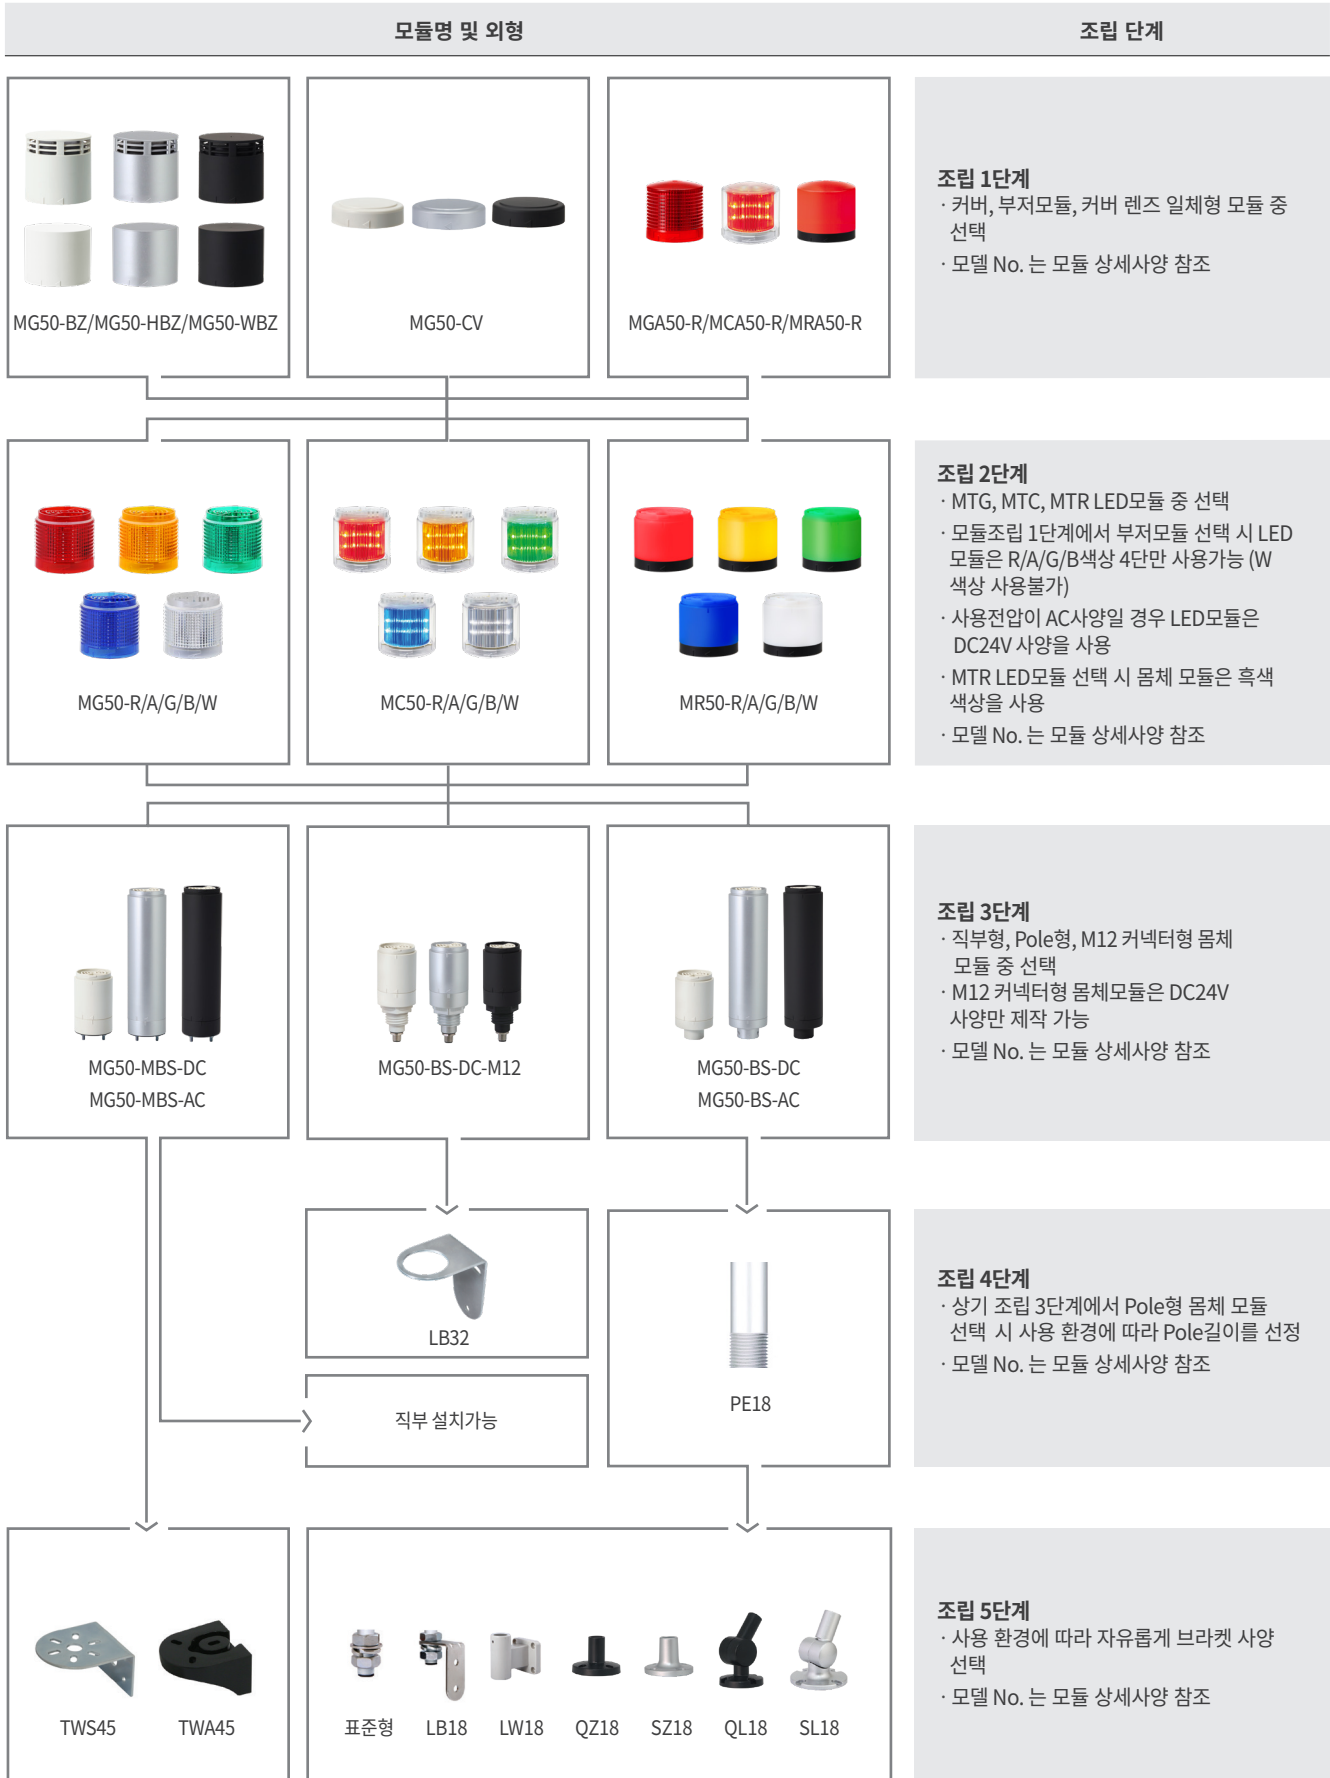 모듈명 및 외형
조립 단계
MG50-BZ/MG50-HBZ/MG50-WBZ
MG50-CV
MGA50-R/MCA50-R/MRA50-R
조립 1단계
· 커버, 부저모듈, 커버 렌즈 일체형 모듈 중
선택
· 모델 No. 는 모듈 상세사양 참조
MG50-R/A/G/B/W
MC50-R/A/G/B/W
MR50-R/A/G/B/W
조립 2단계
· MTG, MTC, MTR LED모듈 중 선택
· 모듈조립 1단계에서 부저모듈 선택 시 LED
모듈은 R/A/G/B색상 4단만 사용가능 (W
색상 사용불가)
· 사용전압이 AC사양일 경우 LED모듈은
DC24V 사양을 사용
· MTR LED모듈 선택 시 몸체 모듈은 흑색
색상을 사용
· 모델 No. 는 모듈 상세사양 참조
MG50-MBS-DC
MG50-MBS-AC
MG50-BS-DC-M12
MG50-BS-DC
MG50-BS-AC
조립 3단계
· 직부형, Pole형, M12 커넥터형 몸체
모듈 중 선택
· M12 커넥터형 몸체모듈은 DC24V
사양만 제작 가능
· 모델 No. 는 모듈 상세사양 참조
LB32
직부 설치가능
PE18
조립 4단계
· 상기 조립 3단계에서 Pole형 몸체 모듈
선택 시 사용 환경에 따라 Pole길이를 선정
· 모델 No. 는 모듈 상세사양 참조
TWS45
TWA45
표준형
LB18
LW18
QZ18
SZ18
QL18
SL18
조립 5단계
· 사용 환경에 따라 자유롭게 브라켓 사양
선택
· 모델 No. 는 모듈 상세사양 참조